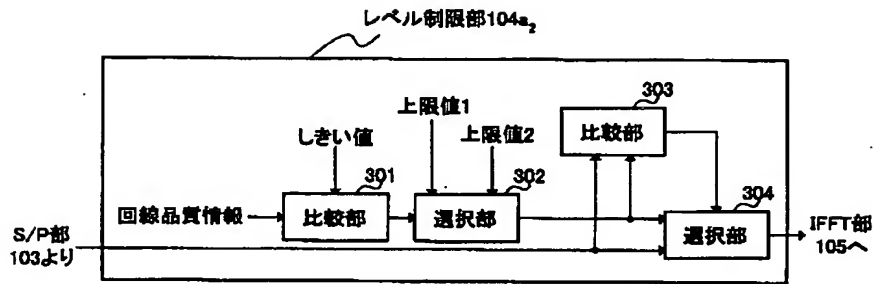 レベル制限部104a2
303
上限値1
比較部
しきい値
上限値2
301
302
304
回線品質情報
比較部
選択部
選択部
S/P部
103より
IFFT部
105へ